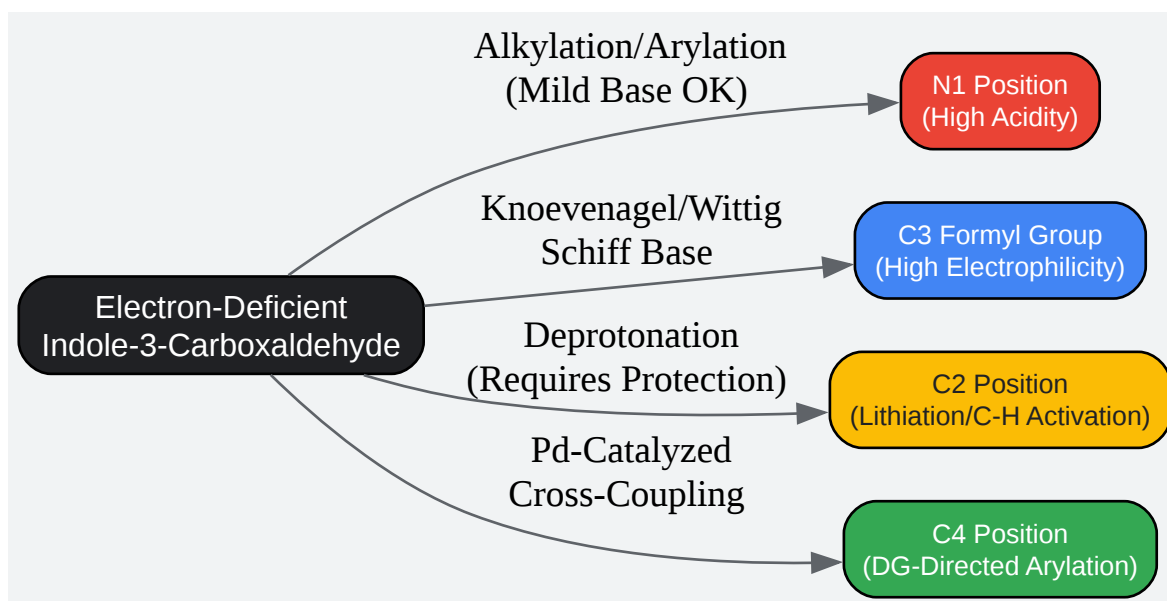 Alkylation/Arylation
(Mild Base OK)
N1 Position
(High Acidity)
Knoevenagel/Wittig
Schiff Base
C3 Formyl Group
(High Electrophilicity)
Electron-Deficient
Indole-3-Carboxaldehyde
Deprotonation
(Requires Protection)
C2 Position
(Lithiation/C-H Activation)
Pd-Catalyzed
Cross-Coupling
C4 Position
(DG-Directed Arylation)